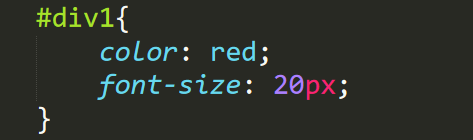 #div1{
    color: red;
    font-size: 20px;
}